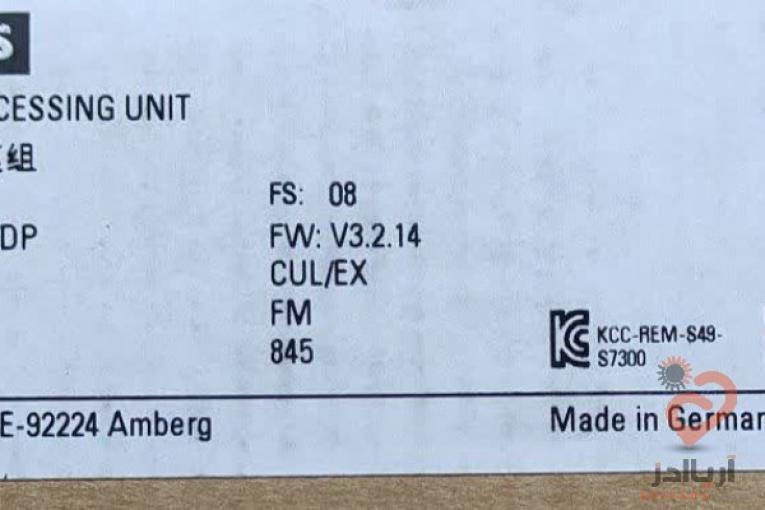 S
CESSING UNIT
组
FS: 08
DP
FW: V3.2.14
CUL/EX
FM
845
KCC-REM-S49-
S7300
E-92224 Amberg
Made in German
آریالدز